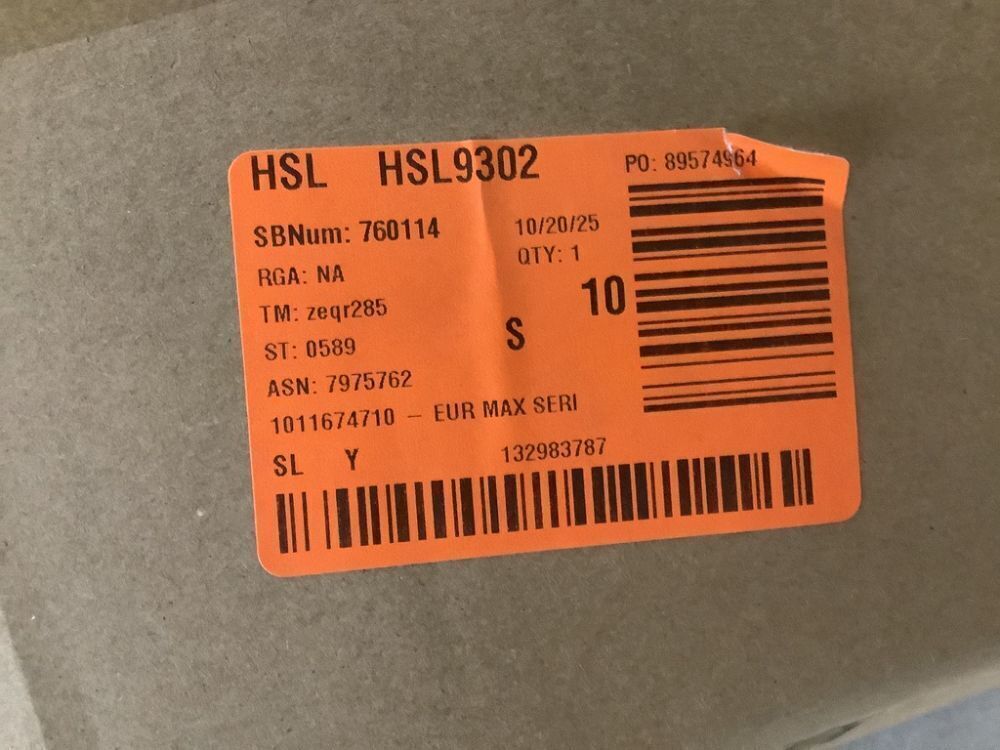 HSL HSL9302
PO: 89574964
SBNum: 760114
10/20/25
RGA: NA
QTY: 1
TM: zeqr285
10
ST: 0589
S
ASN: 7975762
1011674710 – EUR MAX SERI
SL Y
132983787